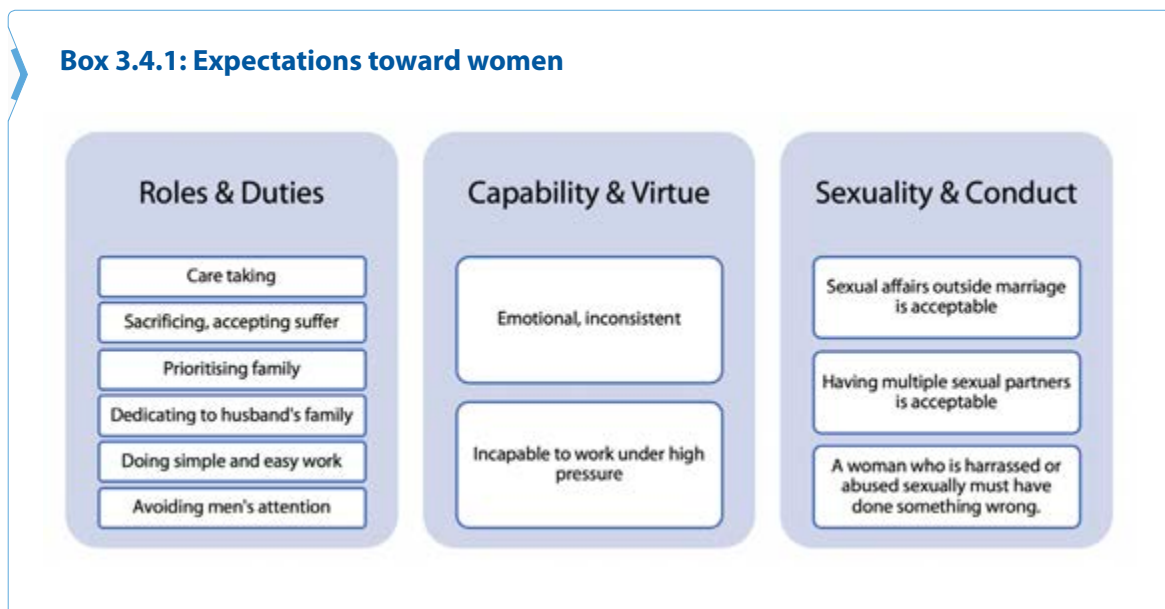 Box 3.4.1: Expectations toward women
Roles & Duties
Care taking
Sacrificing, accepting suffer
Prioritising family
Dedicating to husband's family
Doing simple and easy work
Avoiding men's attention
Capability & Virtue
Emotional, inconsistent
Incapable to work under high
pressure
Sexuality & Conduct
Sexual affairs outside marriage
is acceptable
Having multiple sexual partners
is acceptable
A woman who is harrassed or
abused sexually must have
done something wrong.